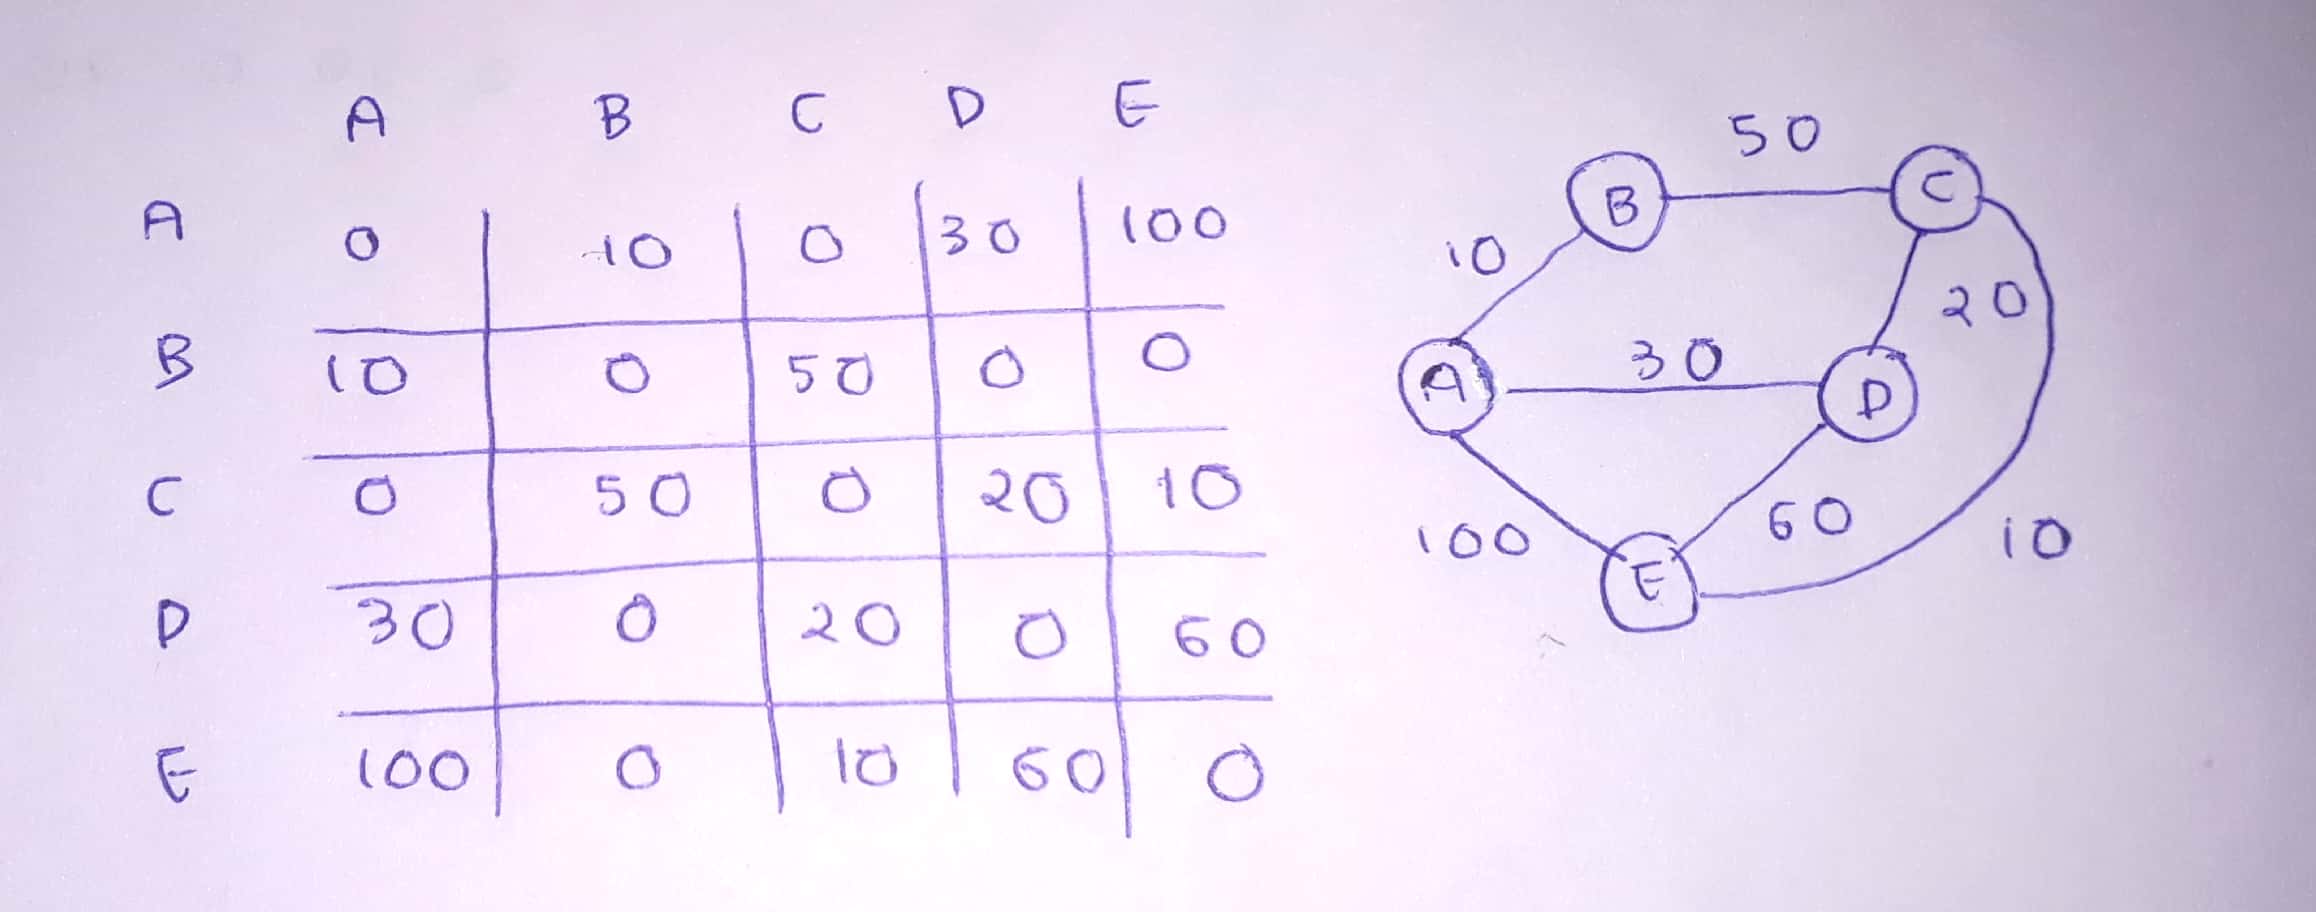 A B C D E
A 0 10 0 30 100
B 10 0 50 0 0
C 0 50 0 20 10
D 30 0 20 0 60
E 100 0 10 60 0
50
B C
10
20
30
A D
100 60 10
E